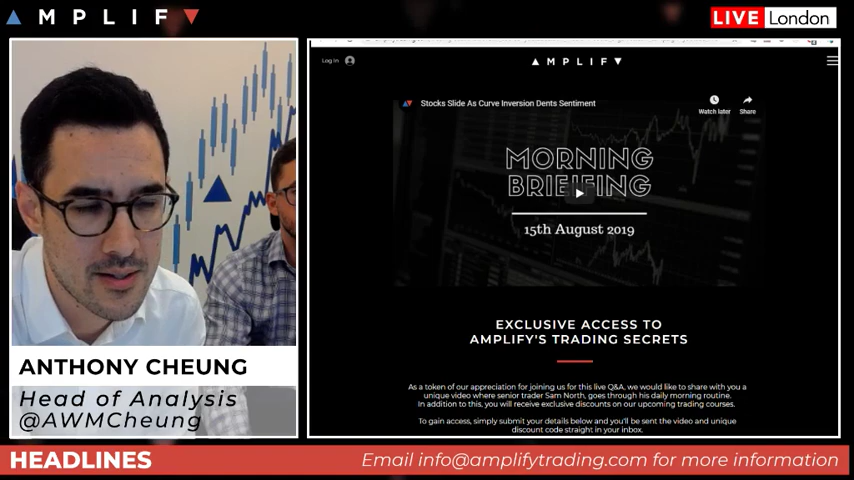 AMPLIFY
LIVE London
Log In
AMPLIFY
Stocks Slide As Curve Inversion Dents Sentiment
Watch later
Share
MORNING
BRIEFING
15th August 2019
EXCLUSIVE ACCESS TO
AMPLIFY'S TRADING SECRETS
As a token of our appreciation for joining us for this live Q&A, we would like to share with you a
unique video where senior trader Sam North, goes through his daily morning routine.
In addition to this, you will receive exclusive discounts on our upcoming trading courses.
To gain access, simply submit your details below and you'll be sent the video and unique
discount code straight in your inbox.
ANTHONY CHEUNG
Head of Analysis
@AWMCheung
HEADLINES
Email info@amplifytrading.com for more information